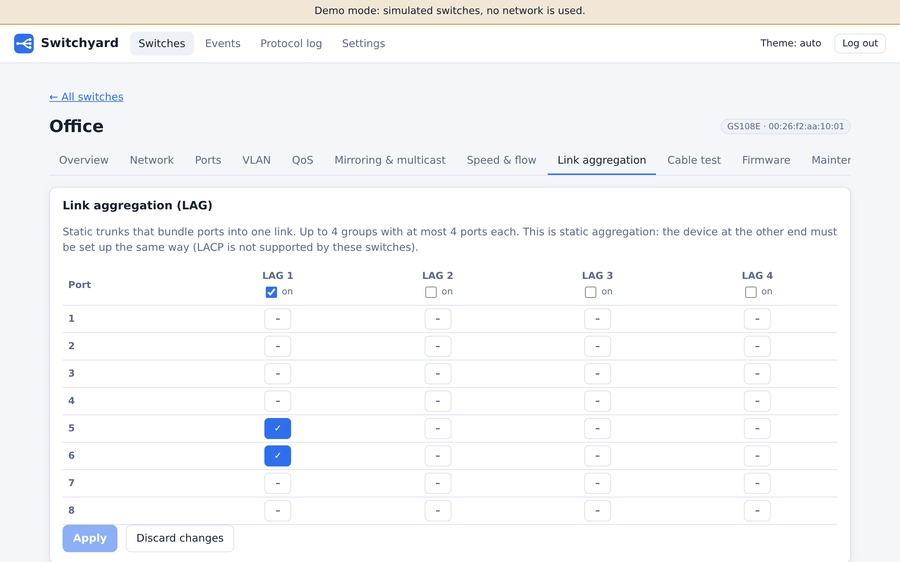 Demo mode: simulated switches, no network is used.
Switchyard Switches Events Protocol log Settings Theme: auto Log out
← All switches
Office GS108E · 00:26:f2:aa:10:01
Overview Network Ports VLAN QoS Mirroring & multicast Speed & flow Link aggregation Cable test Firmware Mainter
Link aggregation (LAG)
Static trunks that bundle ports into one link. Up to 4 groups with at most 4 ports each. This is static aggregation: the device at the other end must
be set up the same way (LACP is not supported by these switches).
Port LAG 1 LAG 2 LAG 3 LAG 4
on on on on
1 – – – –
2 – – – –
3 – – – –
4 – – – –
5 ✓ – – –
6 ✓ – – –
7 – – – –
8 – – – –
Apply Discard changes